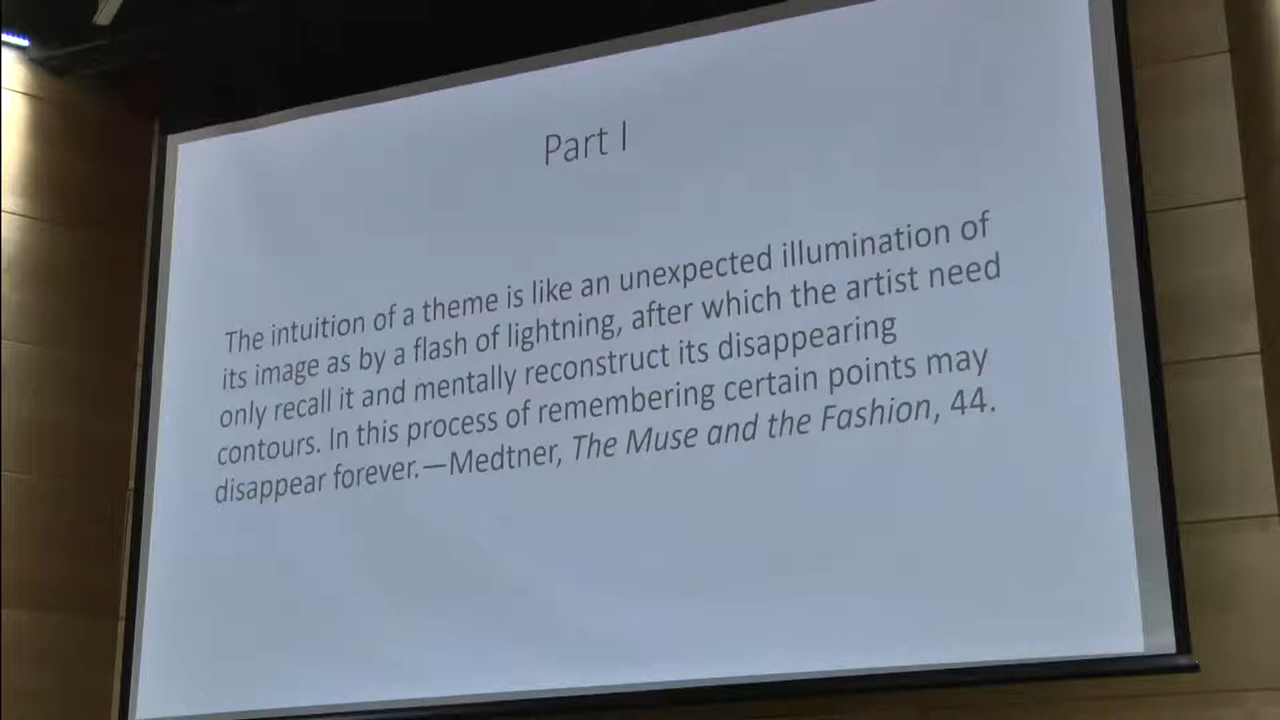 Part I
The intuition of a theme is like an unexpected illumination of
its image as by a flash of lightning, after which the artist need
only recall it and mentally reconstruct its disappearing
contours. In this process of remembering certain points may
disappear forever.—Medtner, The Muse and the Fashion, 44.